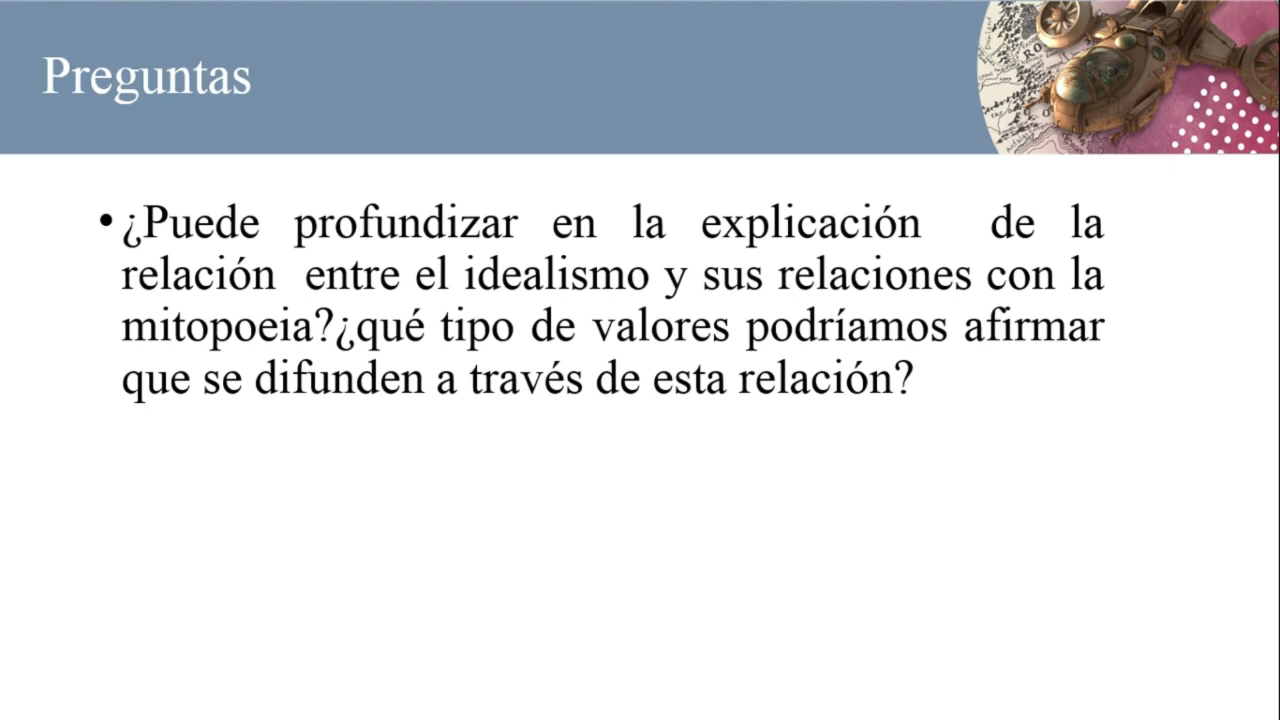 Preguntas
•¿Puede profundizar en la explicación de la
relación entre el idealismo y sus relaciones con la
mitopoeia?¿qué tipo de valores podríamos afirmar
que se difunden a través de esta relación?